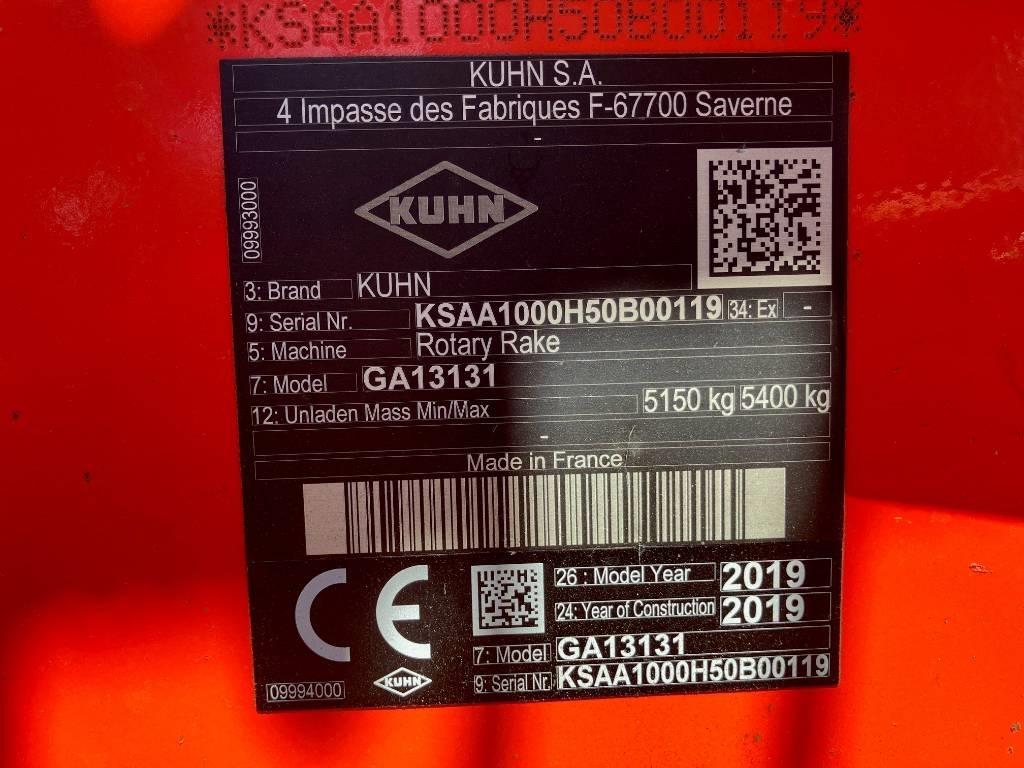 *KSAA1000H50B00119*
KUHN S.A.
4 Impasse des Fabriques F-67700 Saverne
-
09993000
KUHN
3: Brand KUHN
9: Serial Nr. KSAA1000H50B00119 34: Ex -
5: Machine Rotary Rake
7: Model GA13131
12: Unladen Mass Min/Max 5150 kg 5400 kg
-
Made in France
CE
26 : Model Year 2019
24: Year of Construction 2019
7: Model GA13131
9: Serial Nr. KSAA1000H50B00119
09994000
KUHN